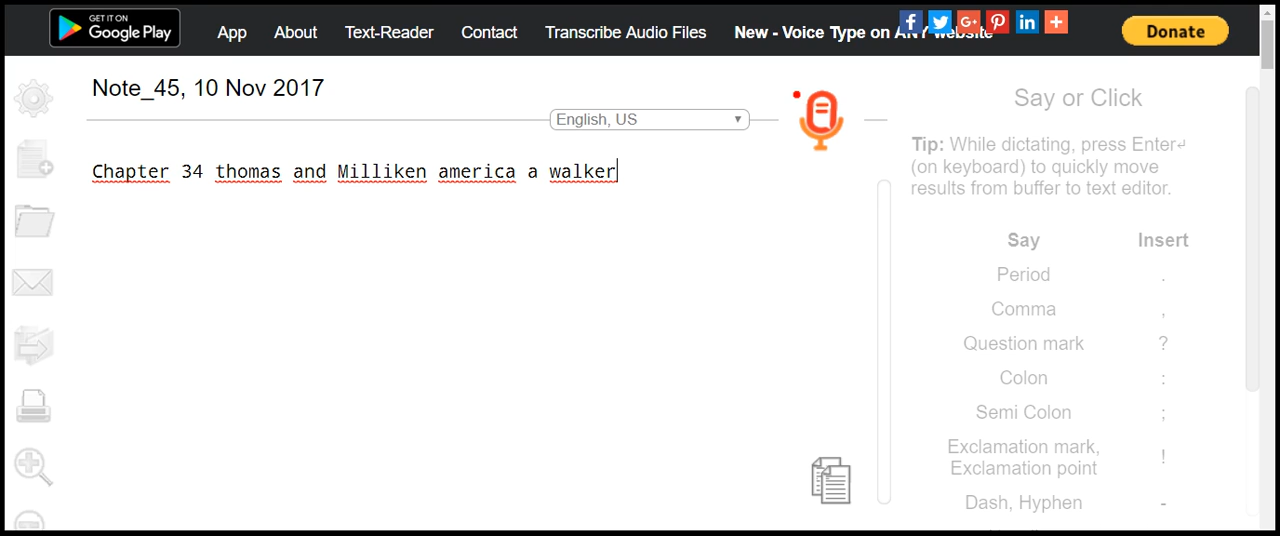 GET IT ON
Google Play
App About Text-Reader Contact Transcribe Audio Files New - Voice Type on ANY website
Donate
Note_45, 10 Nov 2017
English, US
Chapter 34 thomas and Milliken america a walker
Say or Click
Tip: While dictating, press Enter↵
(on keyboard) to quickly move
results from buffer to text editor.
Say Insert
Period .
Comma ,
Question mark ?
Colon :
Semi Colon ;
Exclamation mark,
Exclamation point !
Dash, Hyphen -